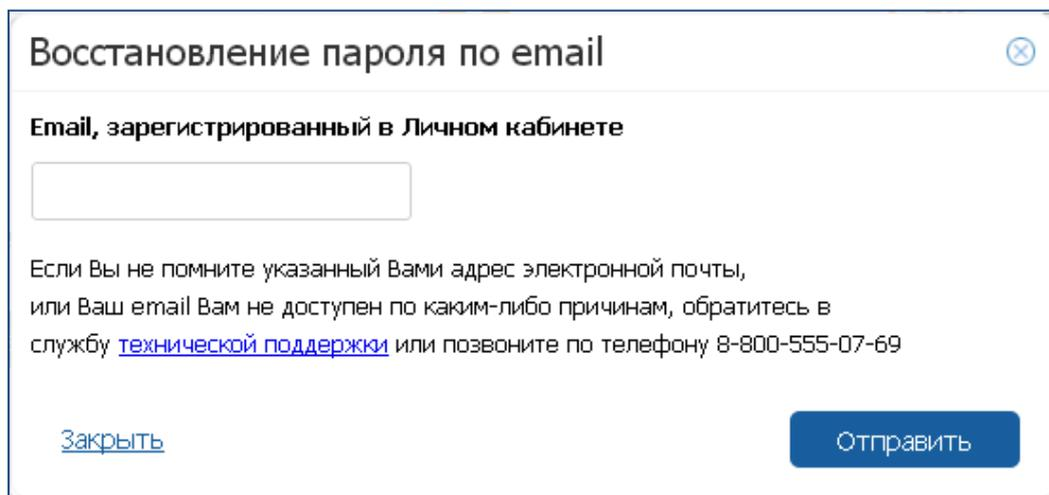 Восстановление пароля по email
Email, зарегистрированный в Личном кабинете
Если Вы не помните указанный Вами адрес электронной почты,
или Ваш email Вам не доступен по каким-либо причинам, обратитесь в
службу технической поддержки или позвоните по телефону 8-800-555-07-69
Закрыть
Отправить